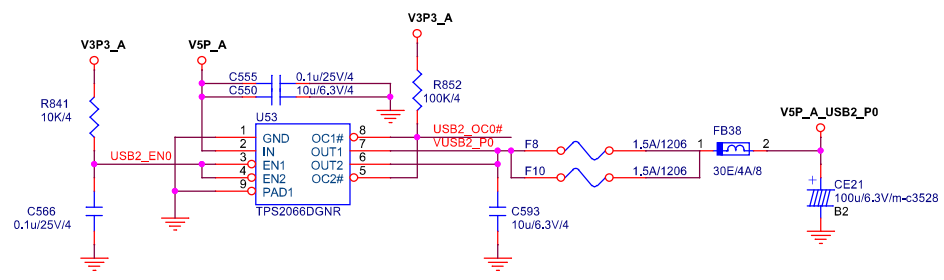 V3P3_A
V3P3_A
V5P_A
C555 0.1u/25V/4
C550 10u/6.3V/4
R852
100K/4
R841
10K/4
U53
V5P_A_USB2_P0
1 GND OC1# 8 USB2_OC0#
2 IN OUT1 7 VUSB2_P0
USB2_EN0 3 EN1 OUT2 6
4 EN2 OC2# 5
9 PAD1
TPS2066DGNR
F8 1.5A/1206
F10 1.5A/1206
FB38
1 2
30E/4A/8
C566
0.1u/25V/4
C593
10u/6.3V/4
+
CE21
100u/6.3V/m-c3528
B2